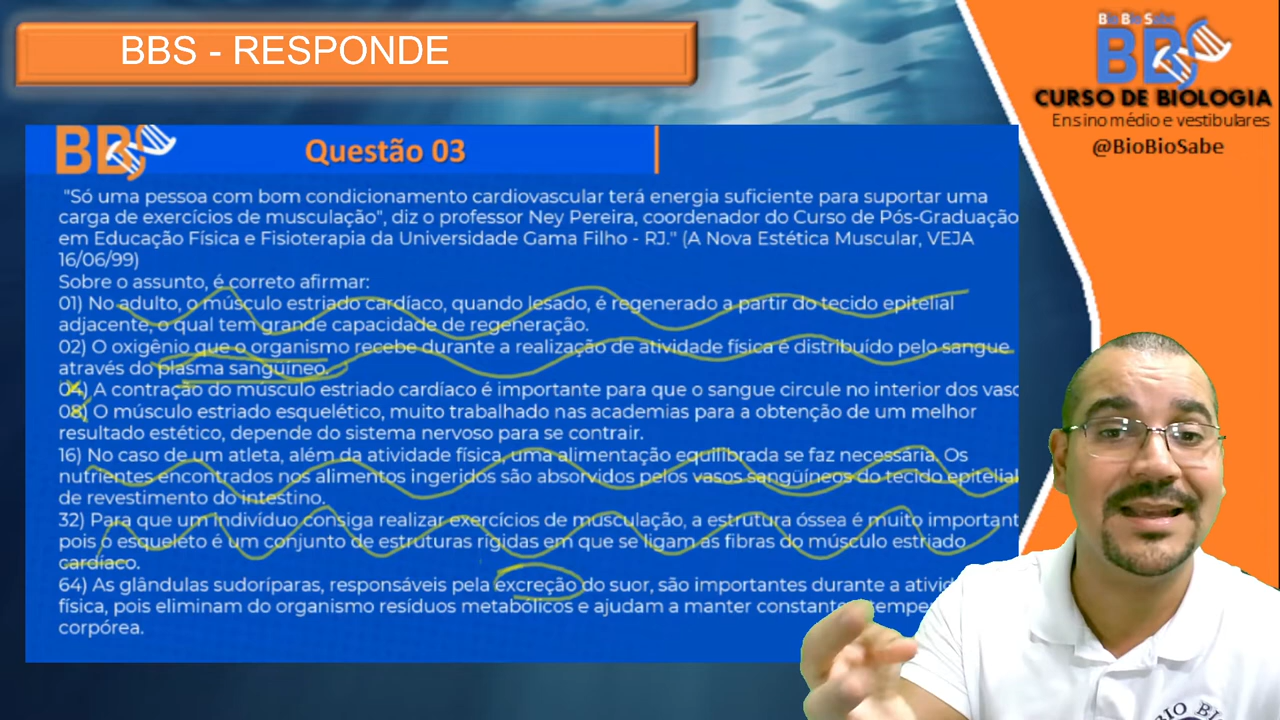 BBS - RESPONDE
Bio Bio Sabe
BBS
CURSO DE BIOLOGIA
Ensino médio e vestibulares
@BioBioSabe
BBS
Questão 03
"Só uma pessoa com bom condicionamento cardiovascular terá energia suficiente para suportar uma
carga de exercícios de musculação", diz o professor Ney Pereira, coordenador do Curso de Pós-Graduação
em Educação Física e Fisioterapia da Universidade Gama Filho - RJ." (A Nova Estética Muscular, VEJA
16/06/99)
Sobre o assunto, é correto afirmar:
01) No adulto, o músculo estriado cardíaco, quando lesado, é regenerado a partir do tecido epitelial
adjacente, o qual tem grande capacidade de regeneração.
02) O oxigênio que o organismo recebe durante a realização de atividade física é distribuído pelo sangue
através do plasma sangüíneo.
04) A contração do músculo estriado cardíaco é importante para que o sangue circule no interior dos vaso
08) O músculo estriado esquelético, muito trabalhado nas academias para a obtenção de um melhor
resultado estético, depende do sistema nervoso para se contrair.
16) No caso de um atleta, além da atividade física, uma alimentação equilibrada se faz necessária. Os
nutrientes encontrados nos alimentos ingeridos são absorvidos pelos vasos sangüíneos do tecido epitelial
de revestimento do intestino.
32) Para que um indivíduo consiga realizar exercícios de musculação, a estrutura óssea é muito important
pois o esqueleto é um conjunto de estruturas rígidas em que se ligam as fibras do músculo estriado
cardíaco.
64) As glândulas sudoríparas, responsáveis pela excreção do suor, são importantes durante a ativid
física, pois eliminam do organismo resíduos metabólicos e ajudam a manter constante tempe
corpórea.
BIO BI